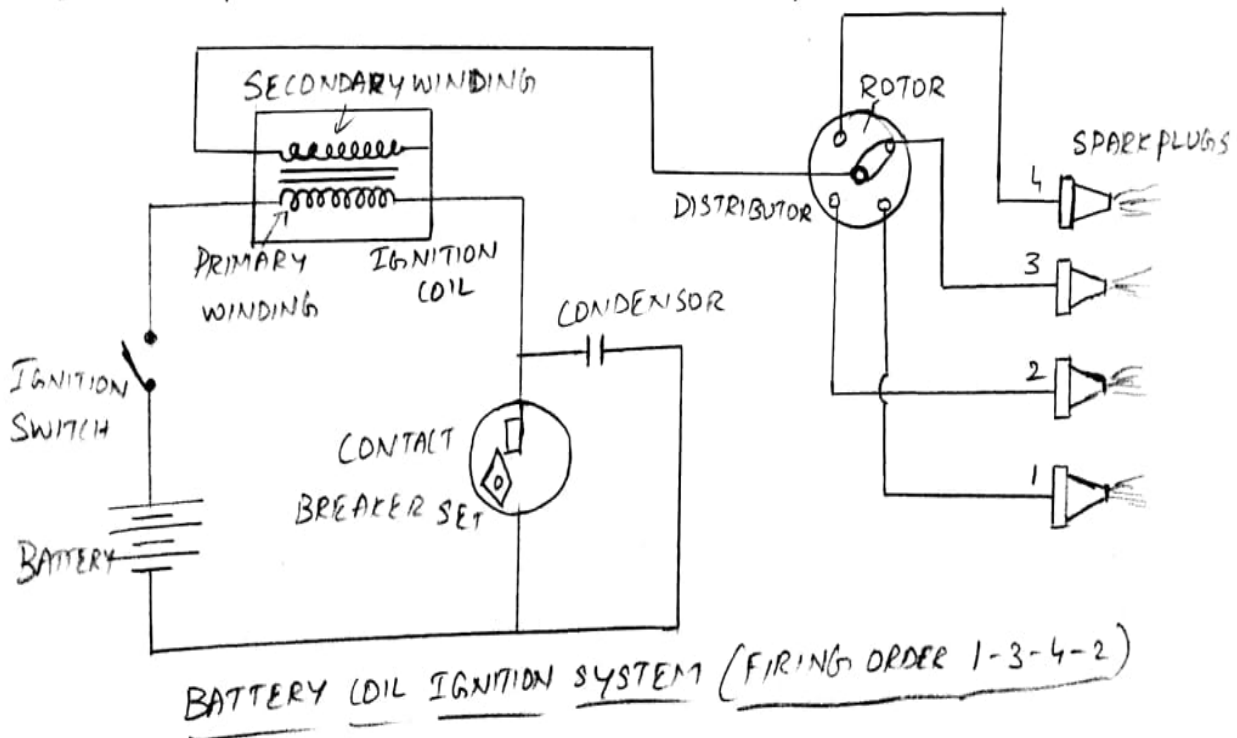 SECONDARY WINDING
ROTOR
SPARK PLUGS
DISTRIBUTOR
4
PRIMARY
WINDING
IGNITION
COIL
3
CONDENSOR
IGNITION
SWITCH
2
CONTACT
BREAKER SET
1
BATTERY
BATTERY COIL IGNITION SYSTEM (FIRING ORDER 1-3-4-2)